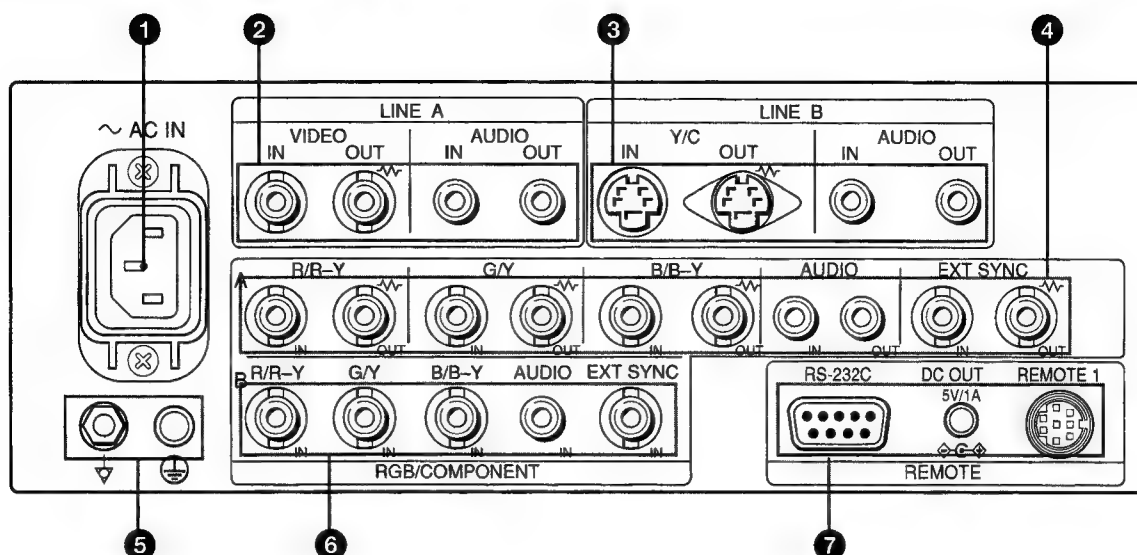 1 2 3 4
LINE A LINE B
∼ AC IN VIDEO AUDIO Y/C AUDIO
IN OUT IN OUT IN OUT IN OUT
A R/R–Y G/Y B/B–Y AUDIO EXT SYNC
IN OUT IN OUT IN OUT IN OUT IN OUT
B R/R–Y G/Y B/B–Y AUDIO EXT SYNC RS-232C DC OUT REMOTE 1
5V/1A
IN IN IN IN IN
RGB/COMPONENT REMOTE
5 6 7